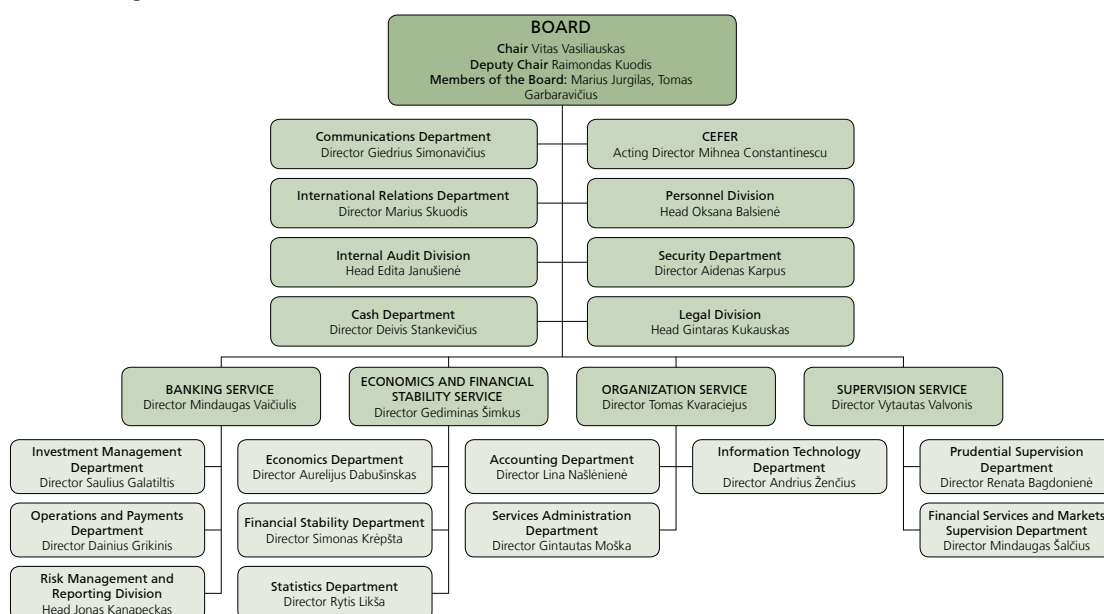 BOARD
Chair Vitas Vasiliauskas
Deputy Chair Raimondas Kuodis
Members of the Board: Marius Jurgilas, Tomas
Garbaravičius
Communications Department
Director Giedrius Simonavičius
CEFER
Acting Director Mihnea Constantinescu
International Relations Department
Director Marius Skuodis
Personnel Division
Head Oksana Balsienė
Internal Audit Division
Head Edita Janušienė
Security Department
Director Aidenas Karpus
Cash Department
Director Deivis Stankevičius
Legal Division
Head Gintaras Kukauskas
BANKING SERVICE
Director Mindaugas Vaičiulis
ECONOMICS AND FINANCIAL
STABILITY SERVICE
Director Gediminas Šimkus
ORGANIZATION SERVICE
Director Tomas Kvaraciejus
SUPERVISION SERVICE
Director Vytautas Valvonis
Investment Management
Department
Director Saulius Galatiltis
Economics Department
Director Aurelijus Dabušinskas
Accounting Department
Director Lina Našlėnienė
Information Technology
Department
Director Andrius Ženčius
Prudential Supervision
Department
Director Renata Bagdonienė
Operations and Payments
Department
Director Dainius Grikinis
Financial Stability Department
Director Simonas Krėpšta
Services Administration
Department
Director Gintautas Moška
Financial Services and Markets
Supervision Department
Director Mindaugas Šalčius
Risk Management and
Reporting Division
Head Jonas Kanapeckas
Statistics Department
Director Rytis Likša